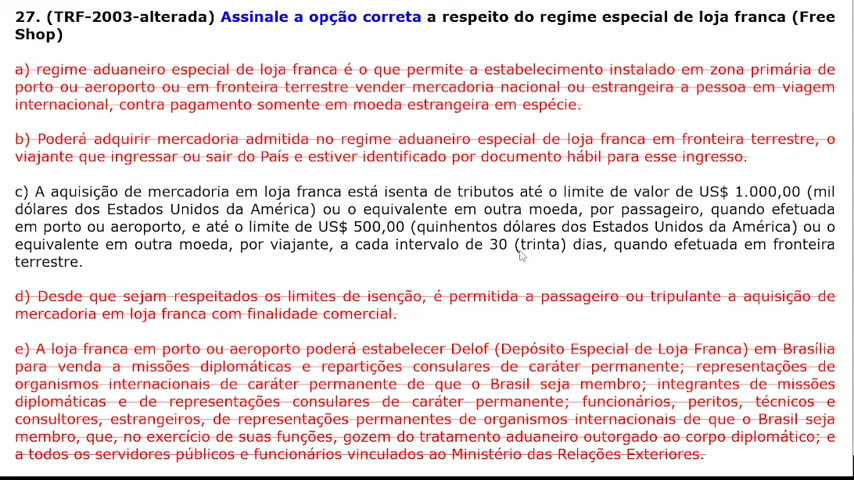 27. (TRF-2003-alterada) Assinale a opção correta a respeito do regime especial de loja franca (Free
Shop)
a) regime aduaneiro especial de loja franca é o que permite a estabelecimento instalado em zona primária de
porto ou aeroporto ou em fronteira terrestre vender mercadoria nacional ou estrangeira a pessoa em viagem
internacional, contra pagamento somente em moeda estrangeira em espécie.
b) Poderá adquirir mercadoria admitida no regime aduaneiro especial de loja franca em fronteira terrestre, o
viajante que ingressar ou sair do País e estiver identificado por documento hábil para esse ingresso.
c) A aquisição de mercadoria em loja franca está isenta de tributos até o limite de valor de US$ 1.000,00 (mil
dólares dos Estados Unidos da América) ou o equivalente em outra moeda, por passageiro, quando efetuada
em porto ou aeroporto, e até o limite de US$ 500,00 (quinhentos dólares dos Estados Unidos da América) ou o
equivalente em outra moeda, por viajante, a cada intervalo de 30 (trinta) dias, quando efetuada em fronteira
terrestre.
d) Desde que sejam respeitados os limites de isenção, é permitida a passageiro ou tripulante a aquisição de
mercadoria em loja franca com finalidade comercial.
e) A loja franca em porto ou aeroporto poderá estabelecer Delof (Depósito Especial de Loja Franca) em Brasília
para venda a missões diplomáticas e repartições consulares de caráter permanente; representações de
organismos internacionais de caráter permanente de que o Brasil seja membro; integrantes de missões
diplomáticas e de representações consulares de caráter permanente; funcionários, peritos, técnicos e
consultores, estrangeiros, de representações permanentes de organismos internacionais de que o Brasil seja
membro, que, no exercício de suas funções, gozem do tratamento aduaneiro outorgado ao corpo diplomático; e
a todos os servidores públicos e funcionários vinculados ao Ministério das Relações Exteriores.